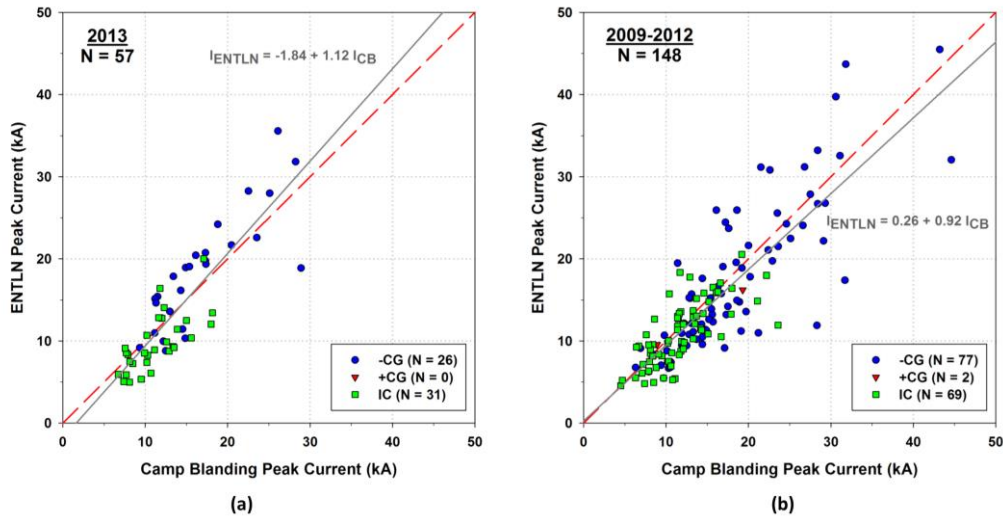 2013
N = 57
I_ENTLN = -1.84 + 1.12 I_CB
50
40
30
20
10
0
ENTLN Peak Current (kA)
-CG (N = 26)
+CG (N = 0)
IC (N = 31)
0 10 20 30 40 50
Camp Blanding Peak Current (kA)
(a)
2009-2012
N = 148
I_ENTLN = 0.26 + 0.92 I_CB
50
40
30
20
10
0
ENTLN Peak Current (kA)
-CG (N = 77)
+CG (N = 2)
IC (N = 69)
0 10 20 30 40 50
Camp Blanding Peak Current (kA)
(b)